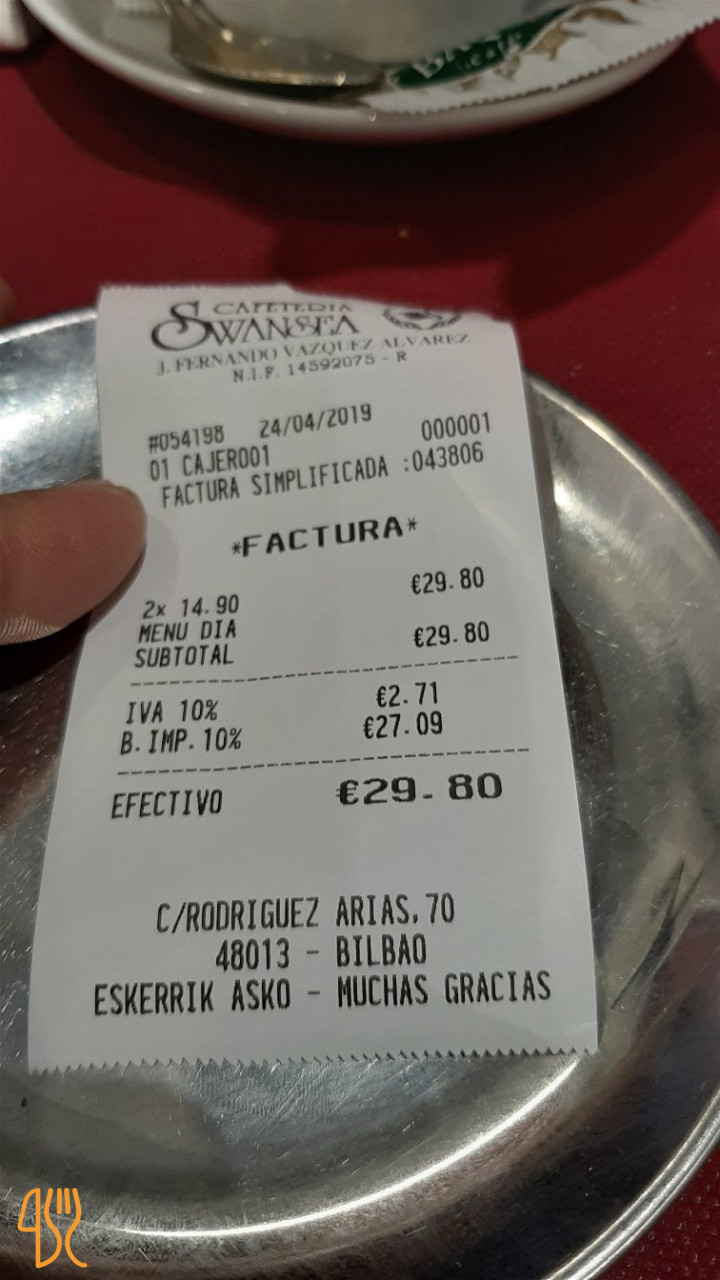 CAFETERIA
SWANSEA
J. FERNANDO VAZQUEZ ALVAREZ
N.I.F. 14592075 - R
#054198 24/04/2019 000001
01 CAJERO01
FACTURA SIMPLIFICADA :043806
*FACTURA*
2x 14.90 €29.80
MENU DIA
SUBTOTAL €29.80
IVA 10% €2.71
B.IMP.10% €27.09
EFECTIVO €29.80
C/RODRIGUEZ ARIAS,70
48013 - BILBAO
ESKERRIK ASKO - MUCHAS GRACIAS